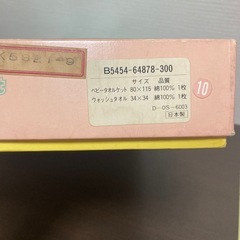 582149
B5454-64878-300
サイズ 品質
ベビータオルケット 80×115 綿100% 1枚
ウォッシュタオル 34×34 綿100% 1枚
D-OS-6003
日本製
10